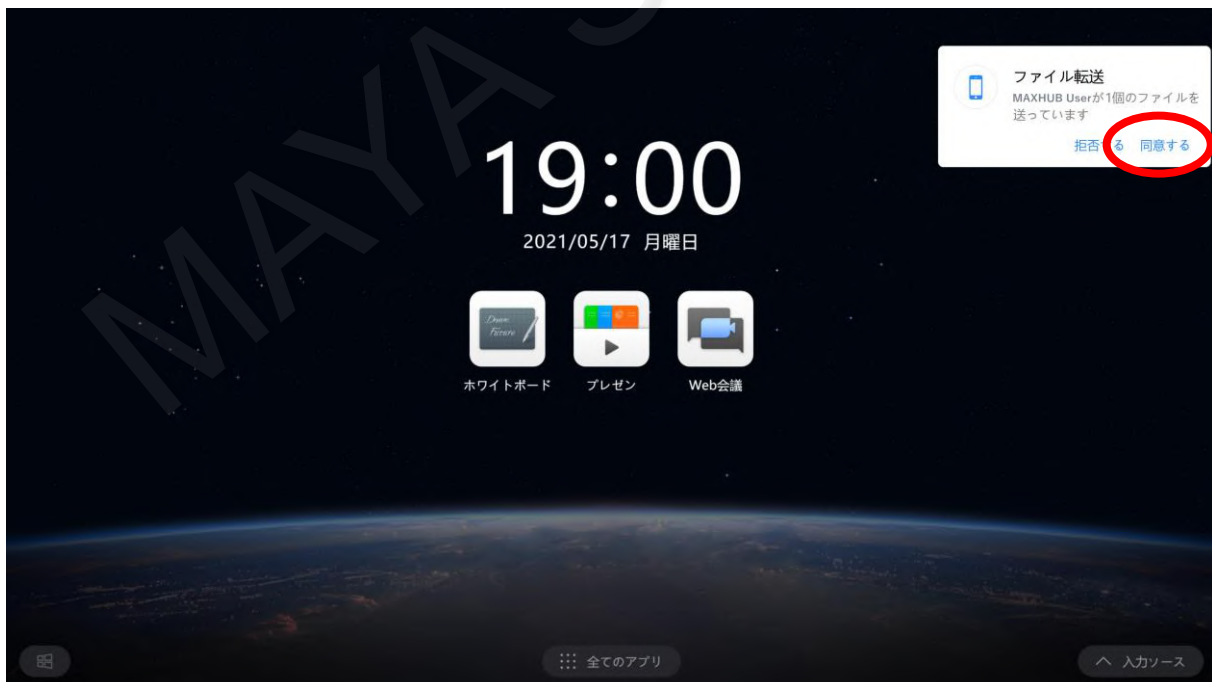 ファイル転送
MAXHUB Userが1個のファイルを
送っています
拒否する 同意する
19:00
2021/05/17 月曜日
Dream
ホワイトボード プレゼン Web会議
全てのアプリ
入力ソース
MAYA